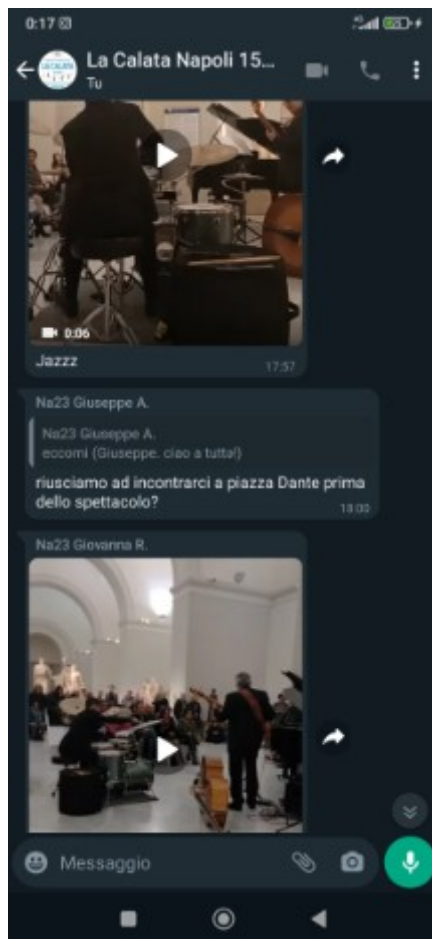 0:17
La Calata Napoli 15...
Tu
0:06
Jazzz
17:57
Na23 Giuseppe A.
Na23 Giuseppe A.
eccomi (Giuseppe. ciao a tuttə!)
riusciamo ad incontrarci a piazza Dante prima
dello spettacolo?
18:00
Na23 Giovanna R.
Messaggio